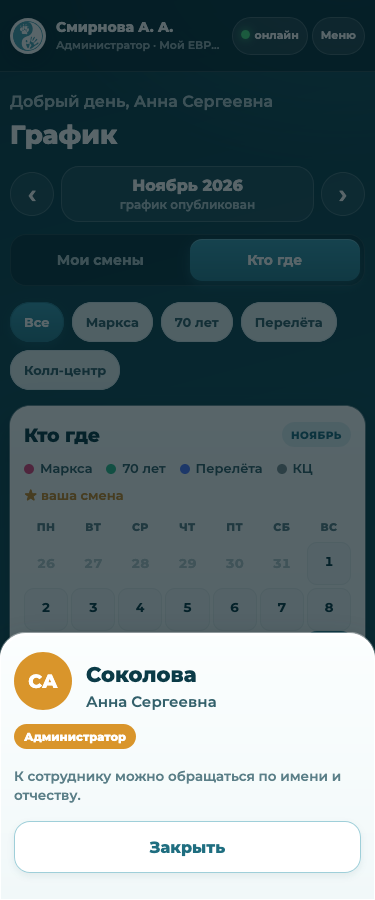 Смирнова А. А.
Администратор · Мой ЕВР...
онлайн
Меню
Добрый день, Анна Сергеевна
График
‹
Ноябрь 2026
график опубликован
›
Мои смены
Кто где
Все
Маркса
70 лет
Перелёта
Колл-центр
Кто где
НОЯБРЬ
Маркса
70 лет
Перелёта
КЦ
★ ваша смена
ПН ВТ СР ЧТ ПТ СБ ВС
26 27 28 29 30 31 1
2 3 4 5 6 7 8
СА
Соколова
Анна Сергеевна
Администратор
К сотруднику можно обращаться по имени и
отчеству.
Закрыть